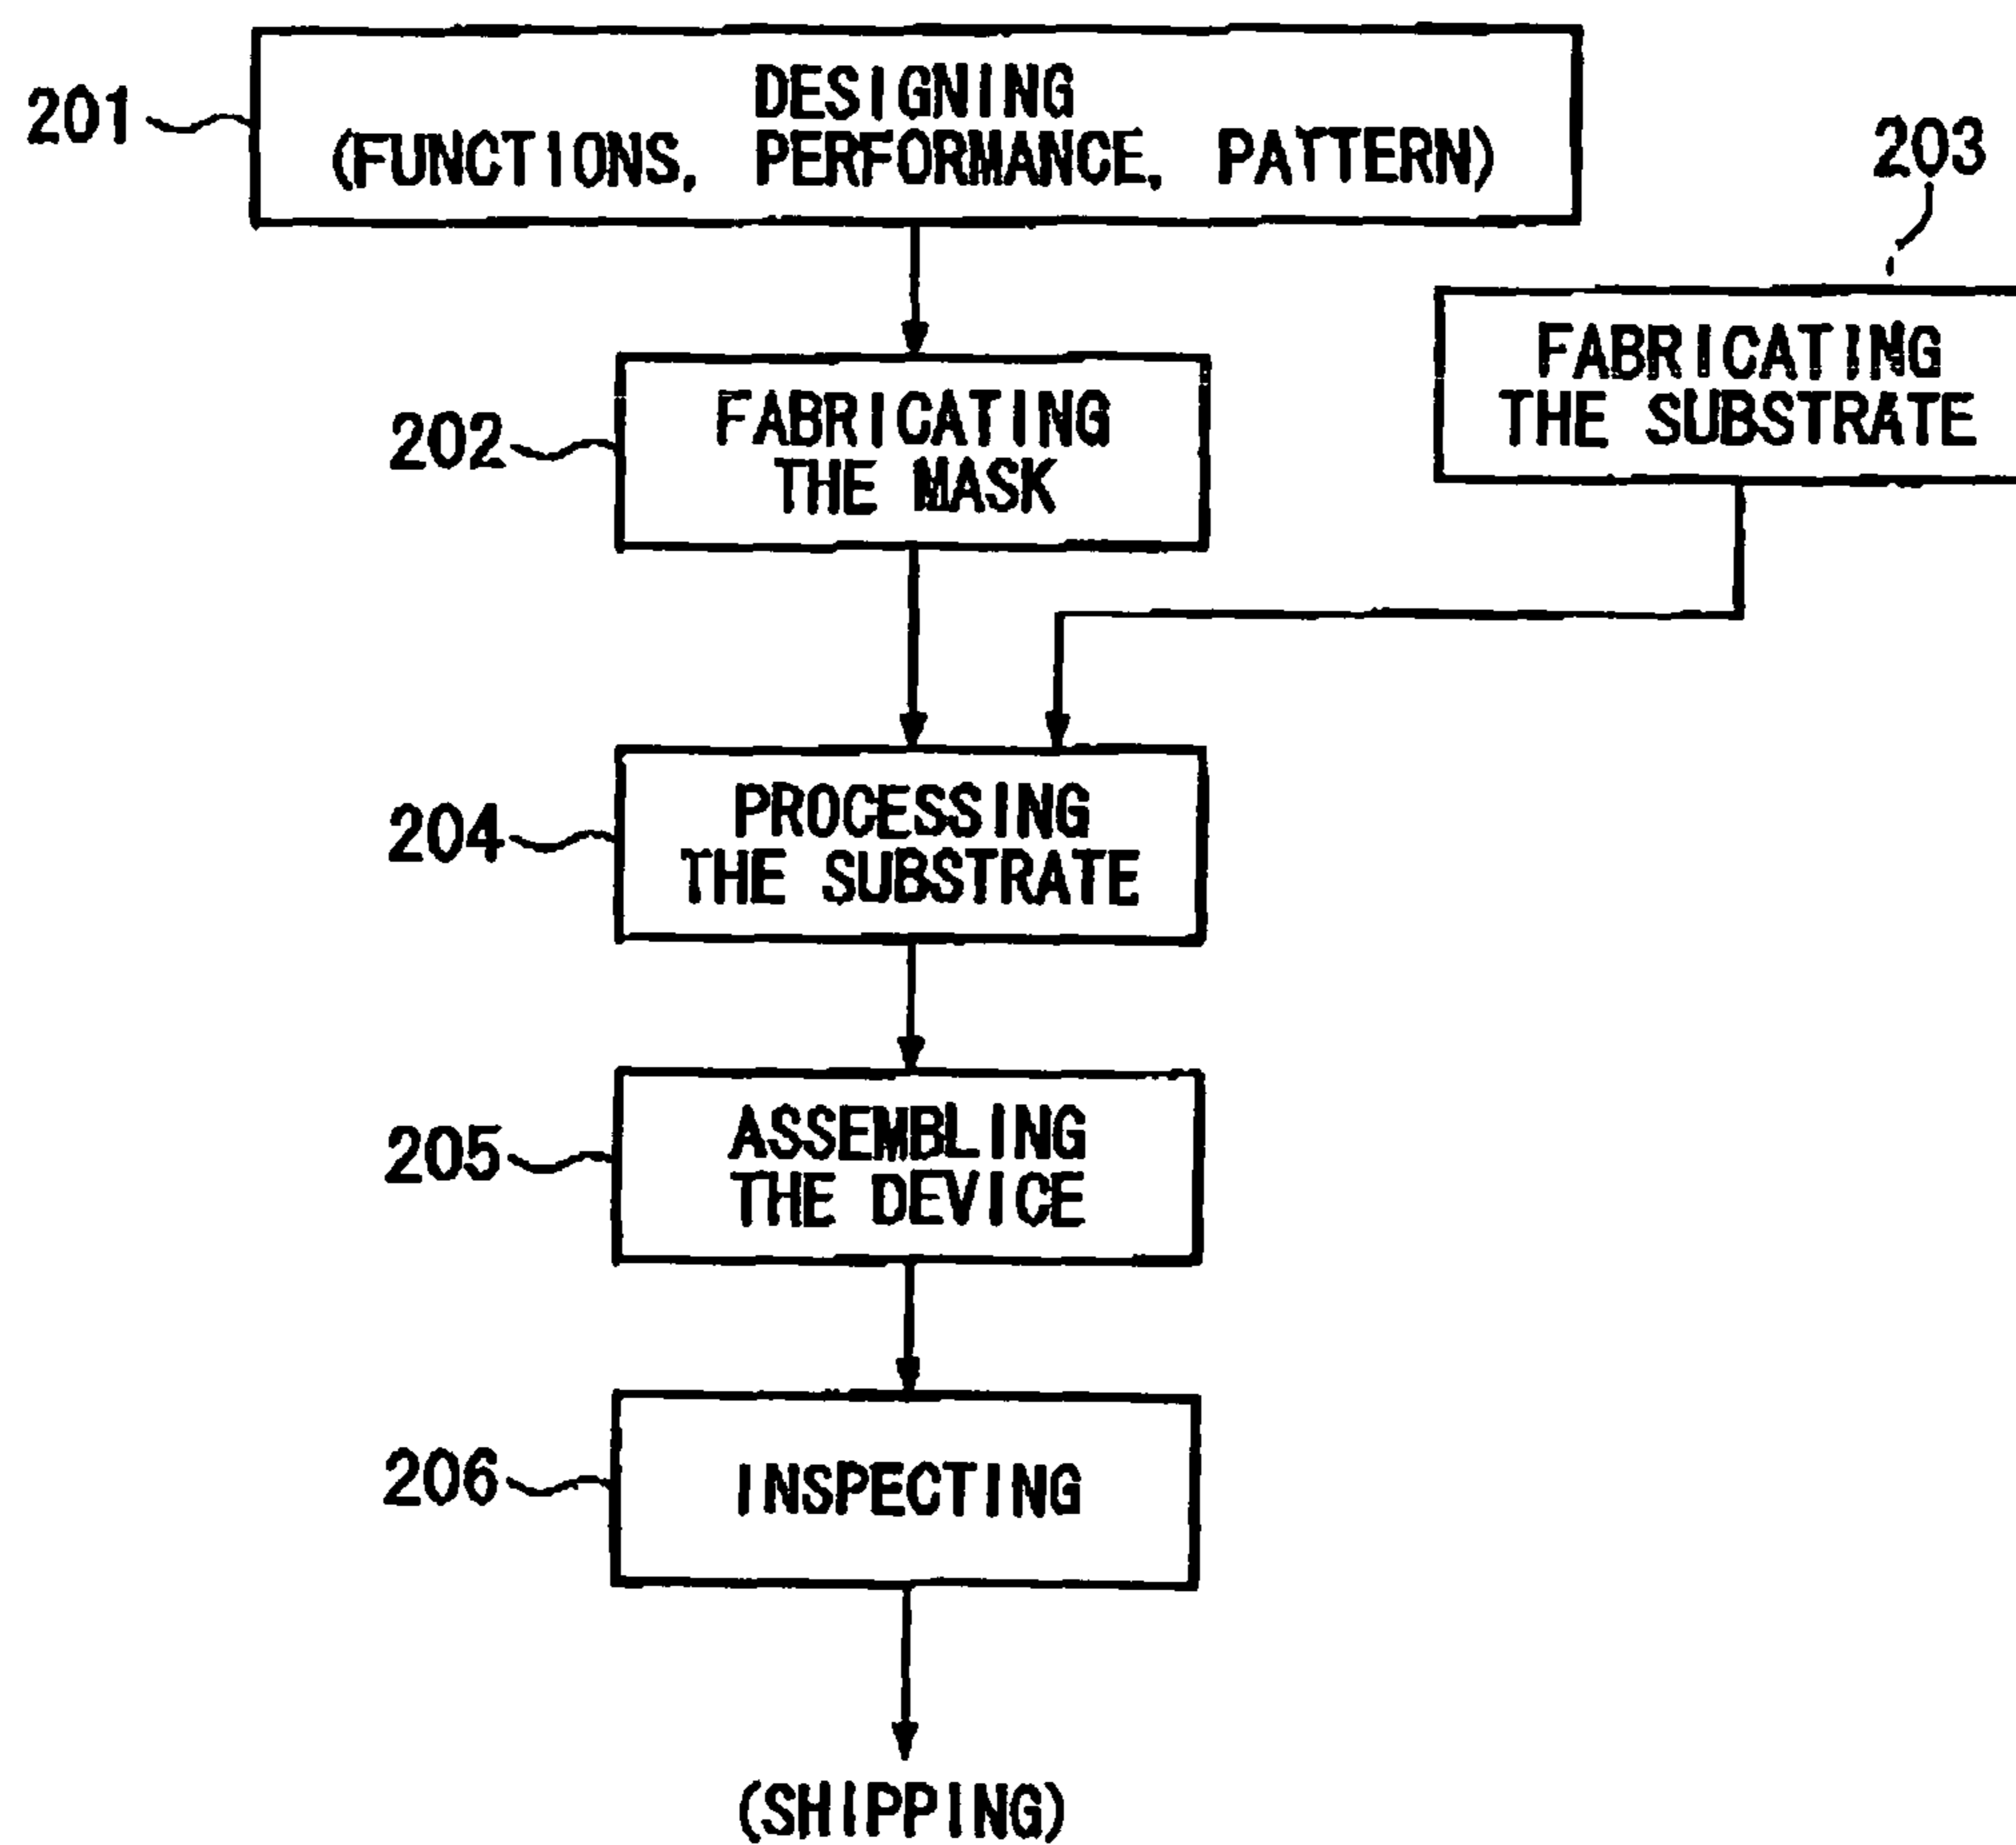 201
DESIGNING
(FUNCTIONS, PERFORMANCE, PATTERN)
203
FABRICATING
THE SUBSTRATE
202
FABRICATING
THE MASK
204
PROCESSING
THE SUBSTRATE
205
ASSEMBLING
THE DEVICE
206
INSPECTING
(SHIPPING)